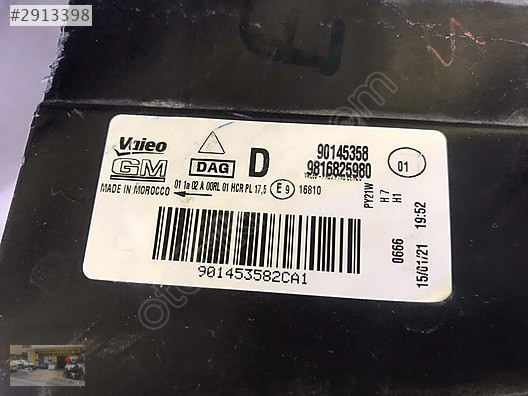 #2913398
Valeo
GM
DAG
D
90145358
9816825980
01
MADE IN MOROCCO
01 1a 02 A 00RL 01 HCR PL 17,5
E 9
16810
PY21W
H7
H1
0666
15/01/21 19:52
901453582CA1